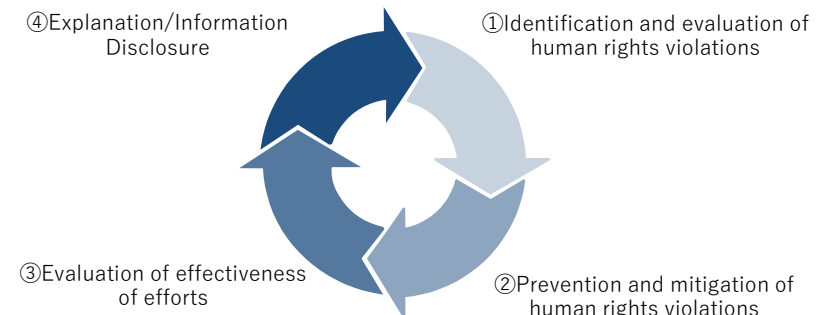 ④Explanation/Information
Disclosure
①Identification and evaluation of
human rights violations
③Evaluation of effectiveness
of efforts
②Prevention and mitigation of
human rights violations